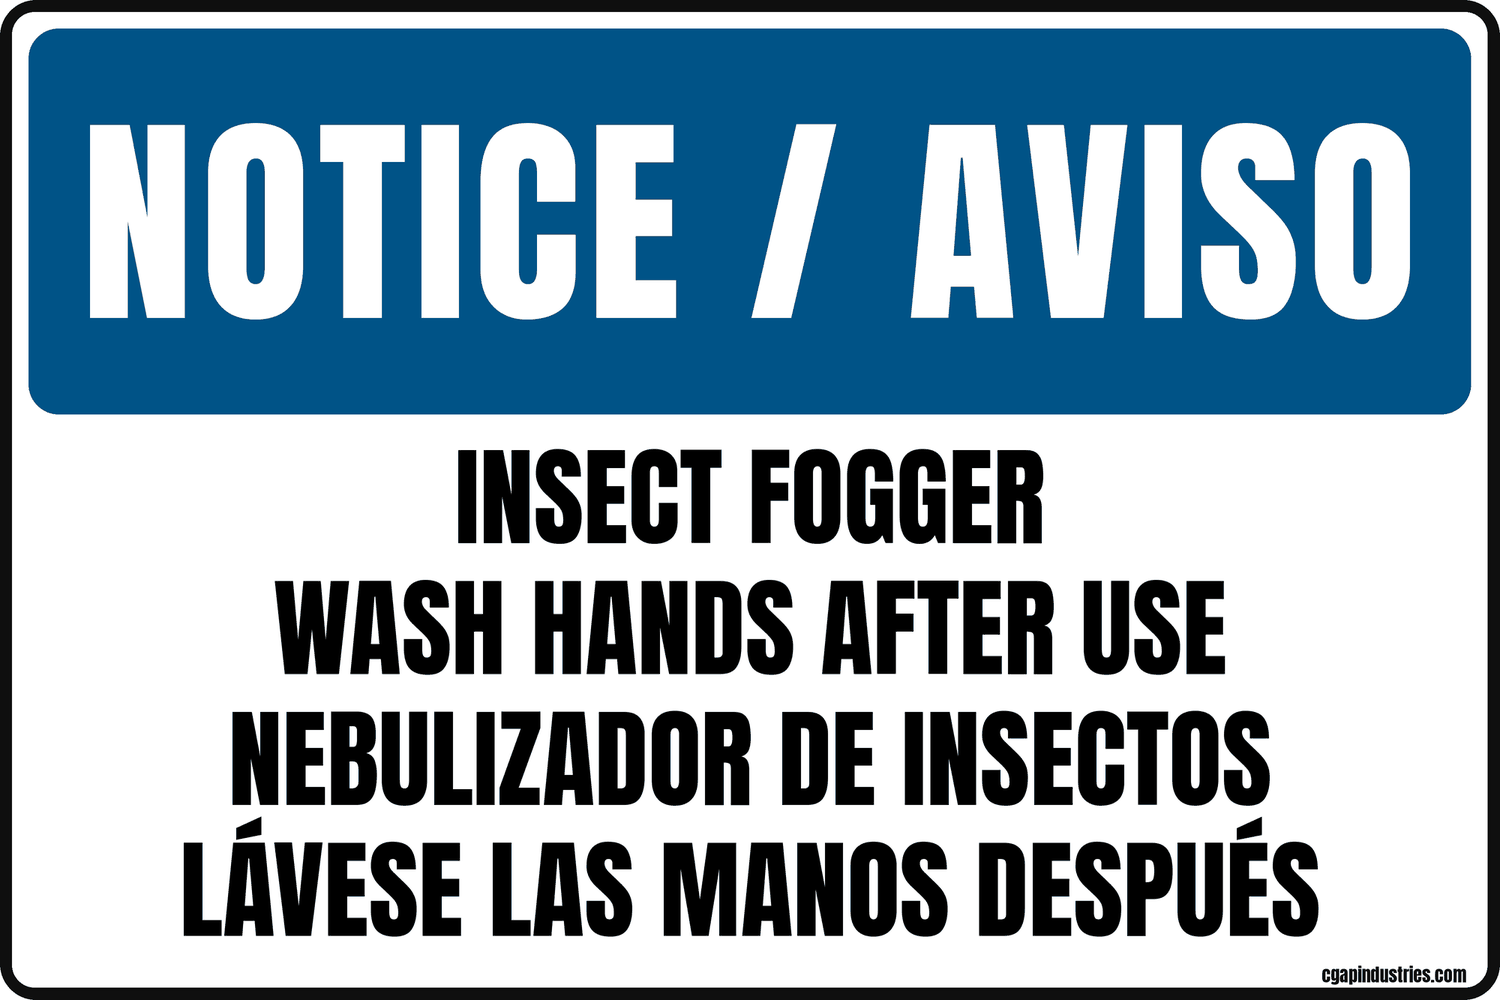 NOTICE / AVISO
INSECT FOGGER
WASH HANDS AFTER USE
NEBULIZADOR DE INSECTOS
LÁVESE LAS MANOS DESPUÉS
cgapindustries.com